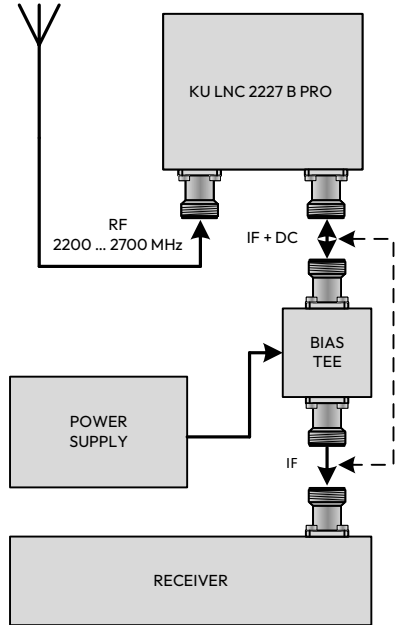 KU LNC 2227 B PRO
RF
2200 ... 2700 MHz
IF + DC
BIAS
TEE
POWER
SUPPLY
IF
RECEIVER